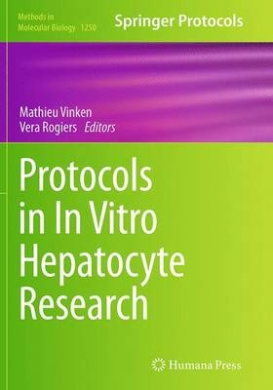 Methods in
Molecular Biology 1250
Springer Protocols
Mathieu Vinken
Vera Rogiers Editors
Protocols
in In Vitro
Hepatocyte
Research
Humana Press